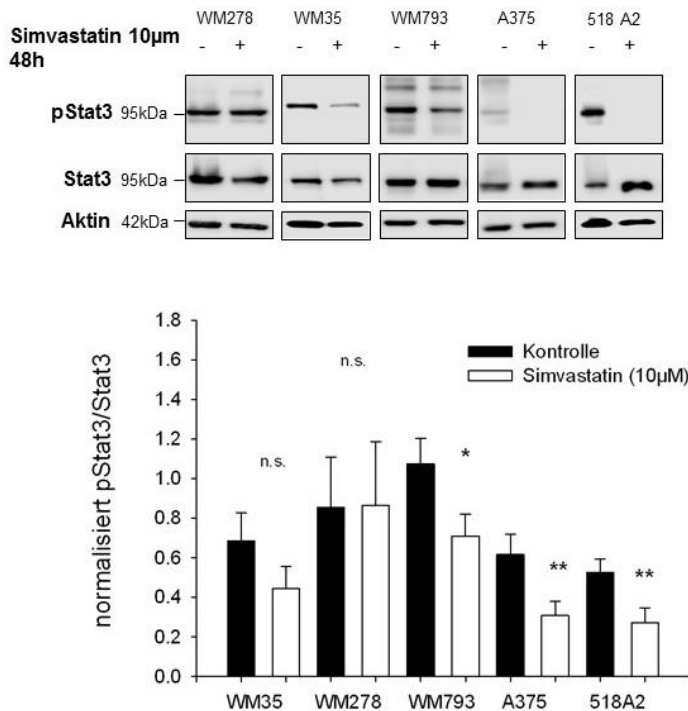 WM278 WM35 WM793 A375 518 A2
Simvastatin 10µm - + - + - + - + - +
48h
pStat3 95kDa
Stat3 95kDa
Aktin 42kDa
normalisiert pStat3/Stat3
1.8
1.6
1.4
1.2
1.0
0.8
0.6
0.4
0.2
0.0
Kontrolle
Simvastatin (10µM)
n.s.
n.s.
*
**
**
WM35 WM278 WM793 A375 518A2